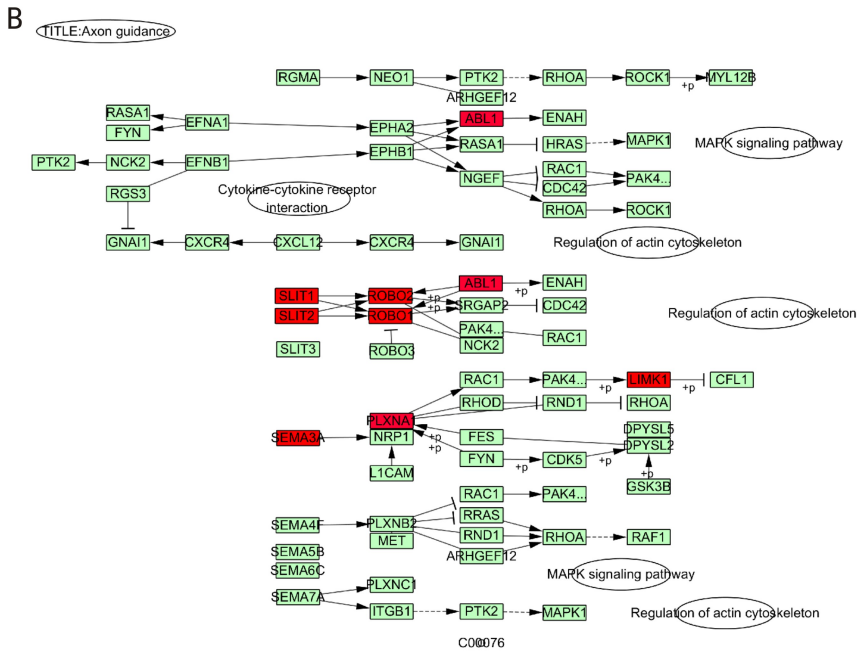 B
TITLE:Axon guidance
RGMA NEO1 PTK2 RHOA ROCK1 +p MYL12B
ARHGEF12
RASA1 EFNA1 EPHA2 ABL1 ENAH
FYN
EPHB1 RASA1 HRAS MAPK1 MAPK signaling pathway
PTK2 NCK2 EFNB1
NGEF RAC1 PAK4...
RGS3 Cytokine-cytokine receptor interaction CDC42
RHOA ROCK1
GNAI1 CXCR4 CXCL12 CXCR4 GNAI1 Regulation of actin cytoskeleton
ABL1 +p ENAH
SLIT1 ROBO2 +p SRGAP2 CDC42
SLIT2 ROBO1 +p Regulation of actin cytoskeleton
PAK4... RAC1
SLIT3 ROBO3 NCK2
RAC1 PAK4... +p LIMK1 +p CFL1
RHOD RND1 RHOA
PLXNA1
SEMA3A NRP1 +p FES DPYSL5
+p DPYSL2
L1CAM FYN +p CDK5 +p
+p
GSK3B
RAC1 PAK4...
SEMA4F PLXNB2 RRAS
MET RND1 RHOA RAF1
SEMA5B ARHGEF12
SEMA6C MAPK signaling pathway
SEMA7A PLXNC1
ITGB1 PTK2 MAPK1 Regulation of actin cytoskeleton
C00076